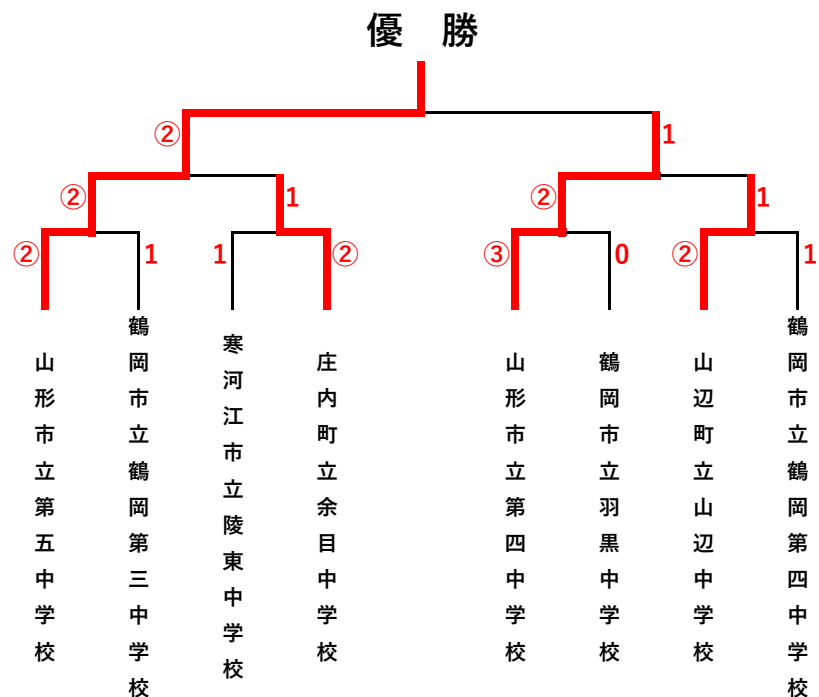 優　勝
② 1
② 1 ② 1
② 1 1 ② ③ 0 ② 1
山形市立第五中学校
鶴岡市立鶴岡第三中学校
寒河江市立陵東中学校
庄内町立余目中学校
山形市立第四中学校
鶴岡市立羽黒中学校
山辺町立山辺中学校
鶴岡市立鶴岡第四中学校